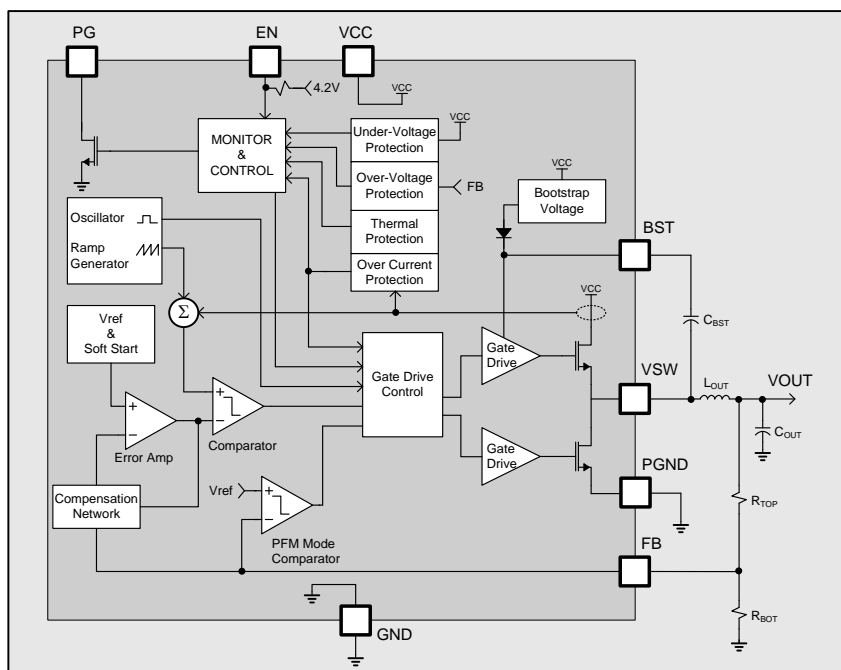 PG
EN
VCC
4.2V
VCC
MONITOR
&
CONTROL
Under-Voltage
Protection
VCC
Over-Voltage
Protection
FB
Thermal
Protection
Over Current
Protection
VCC
Bootstrap
Voltage
BST
Oscillator
Ramp
Generator
Σ
VCC
CBST
Vref
&
Soft Start
Gate Drive
Control
Gate
Drive
VSW
LOUT
VOUT
COUT
+
−
Error Amp
+
−
Comparator
Gate
Drive
PGND
RTOP
Compensation
Network
Vref
+
−
PFM Mode
Comparator
FB
RBOT
GND